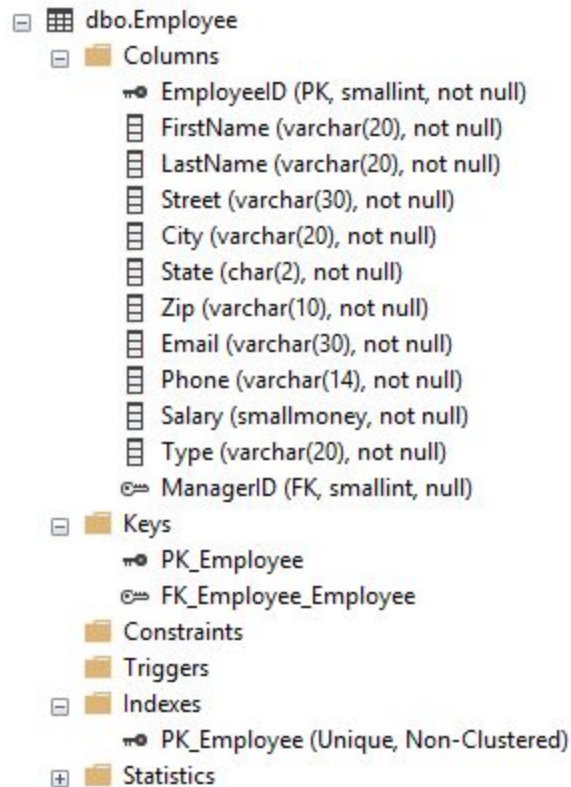 dbo.Employee
Columns
EmployeeID (PK, smallint, not null)
FirstName (varchar(20), not null)
LastName (varchar(20), not null)
Street (varchar(30), not null)
City (varchar(20), not null)
State (char(2), not null)
Zip (varchar(10), not null)
Email (varchar(30), not null)
Phone (varchar(14), not null)
Salary (smallmoney, not null)
Type (varchar(20), not null)
ManagerID (FK, smallint, null)
Keys
PK_Employee
FK_Employee_Employee
Constraints
Triggers
Indexes
PK_Employee (Unique, Non-Clustered)
Statistics